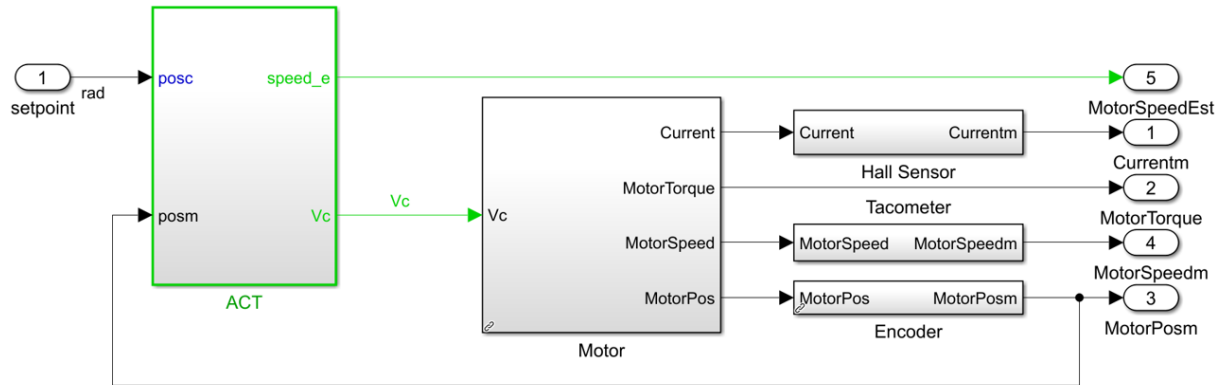 1
setpoint
rad
posc
speed_e
posm
Vc
ACT
Vc
Vc
Current
MotorTorque
MotorSpeed
MotorPos
Motor
Current
Currentm
Hall Sensor
Tacometer
MotorSpeed
MotorSpeedm
MotorPos
MotorPosm
Encoder
5
MotorSpeedEst
1
Currentm
2
MotorTorque
4
MotorSpeedm
3
MotorPosm